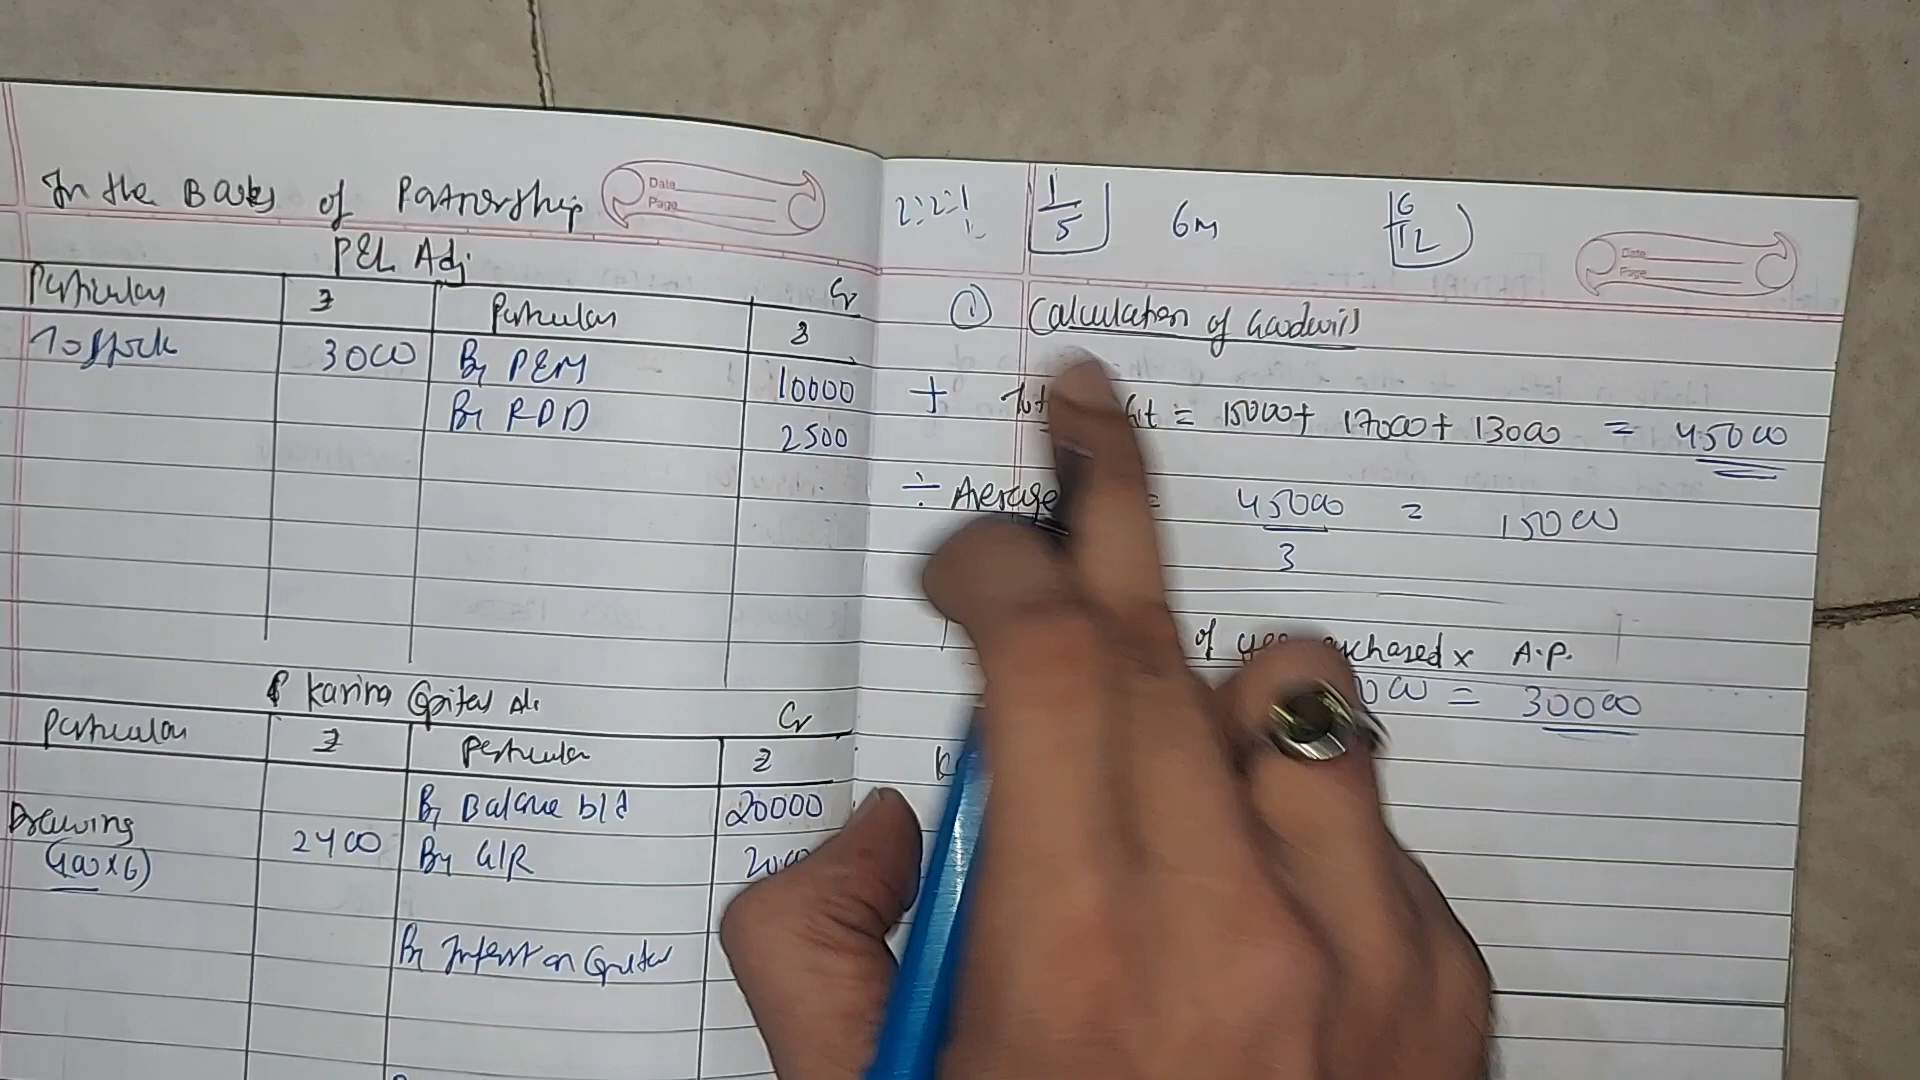 In the Books of Partnership
Date
Page
P&L Adj.
Particular ₹ Particular ₹ Cr
To Stock 3000 By P&M 10000
By RDD 2500
Karina Capital A/c
Cr
Particular ₹ Particular ₹
By Balance b/d 20000
Drawing 2400 By G/R
(400x6)
By Interest on Capital
2:2:1 1/5 6m 6/12
Date
Page
① Calculation of Goodwill
+ = 15000 + 17000 + 13000 = 45000
÷ Average = 45000/3 = 15000
of purchased x A.P.
= 30000